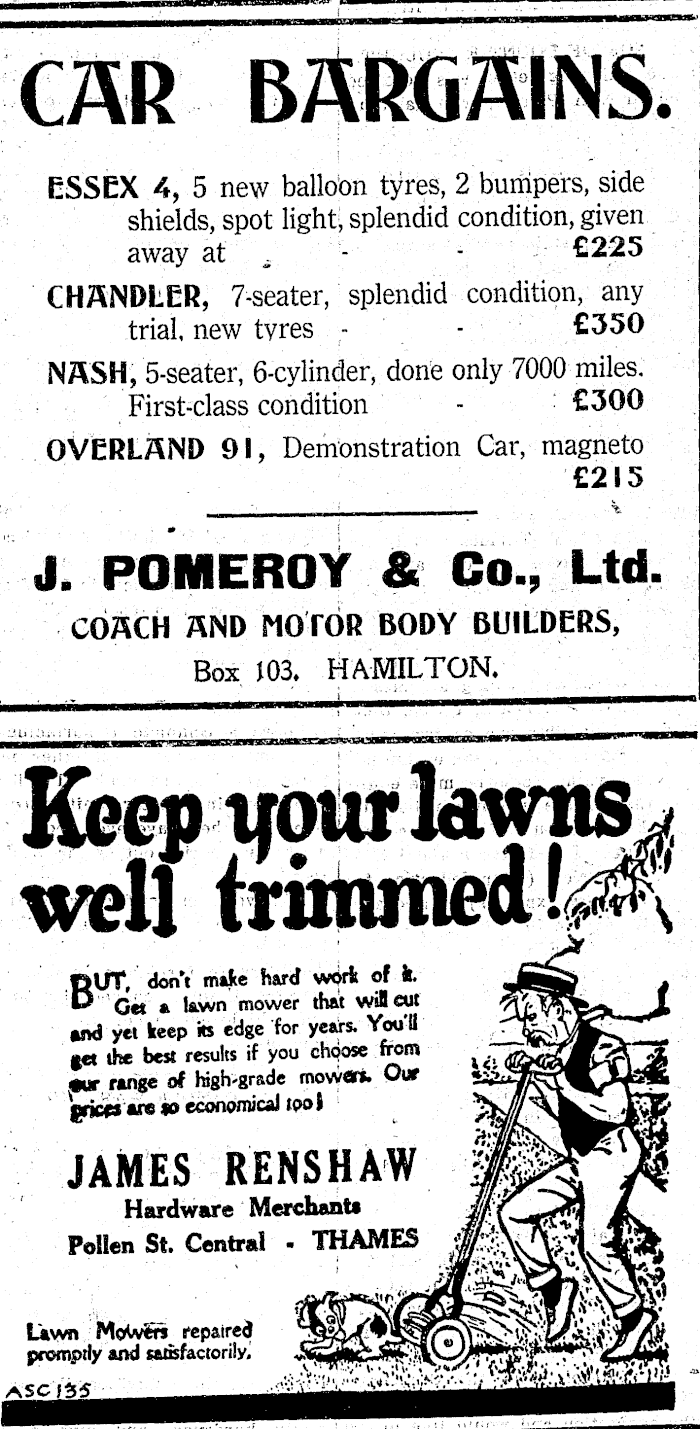 CAR BARGAINS.
ESSEX 4, 5 new balloon tyres, 2 bumpers, side
shields, spot light, splendid condition, given
away at - - £225
CHANDLER, 7-seater, splendid condition, any
trial, new tyres - - £350
NASH, 5-seater, 6-cylinder, done only 7000 miles.
First-class condition - £300
OVERLAND 91, Demonstration Car, magneto
£215
J. POMEROY & Co., Ltd.
COACH AND MOTOR BODY BUILDERS,
Box 103, HAMILTON.
Keep your lawns
well trimmed!
BUT, don't make hard work of it.
Get a lawn mower that will cut
and yet keep its edge for years. You'll
get the best results if you choose from
our range of high-grade mowers. Our
prices are so economical too!
JAMES RENSHAW
Hardware Merchants
Pollen St. Central - THAMES
Lawn Mowers repaired
promptly and satisfactorily.
ASC135